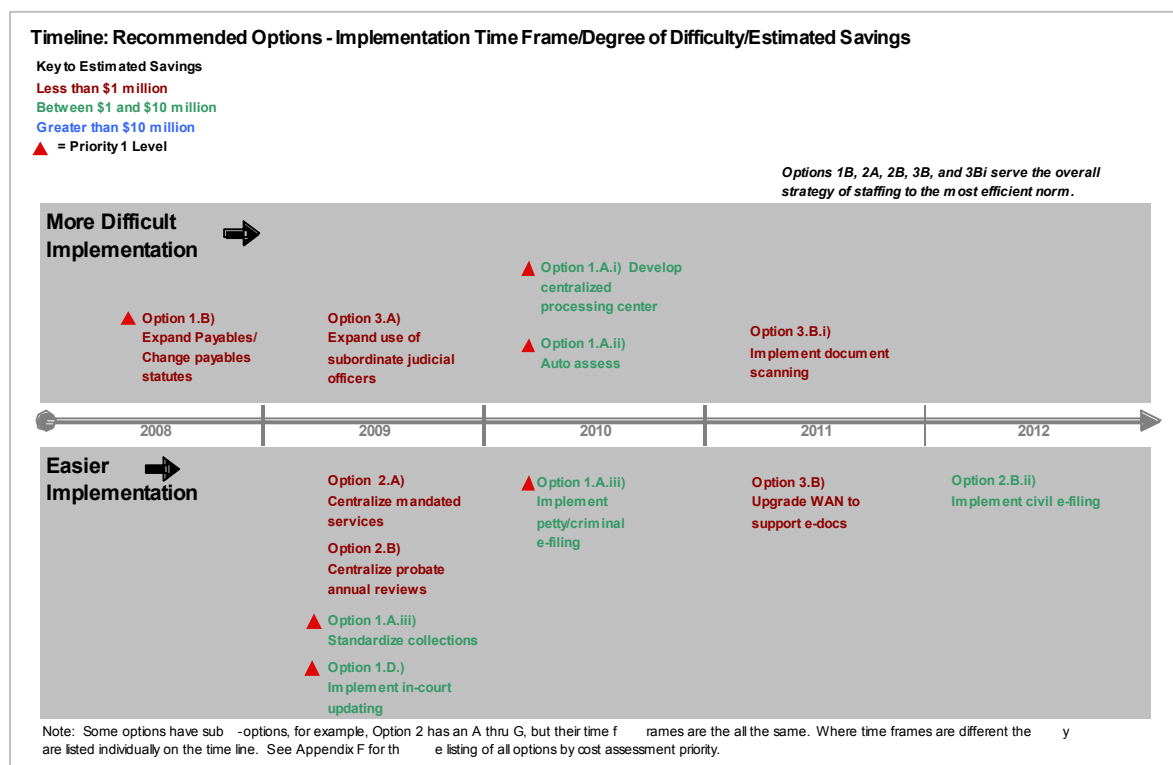 Timeline: Recommended Options - Implementation Time Frame/Degree of Difficulty/Estimated Savings
Key to Estimated Savings
Less than $1 million
Between $1 and $10 million
Greater than $10 million
= Priority 1 Level
Options 1B, 2A, 2B, 3B, and 3Bi serve the overall
strategy of staffing to the most efficient norm.
More Difficult
Implementation
Option 1.B)
Expand Payables/
Change payables
statutes
Option 3.A)
Expand use of
subordinate judicial
officers
Option 1.A.i) Develop
centralized
processing center
Option 1.A.ii)
Auto assess
Option 3.B.i)
Implement document
scanning
2008
2009
2010
2011
2012
Easier
Implementation
Option 2.A)
Centralize mandated
services
Option 2.B)
Centralize probate
annual reviews
Option 1.A.iii)
Standardize collections
Option 1.D.)
Implement in-court
updating
Option 1.A.iii)
Implement
petty/criminal
e-filing
Option 3.B)
Upgrade WAN to
support e-docs
Option 2.B.ii)
Implement civil e-filing
Note: Some options have sub -options, for example, Option 2 has an A thru G, but their time f rames are the all the same. Where time frames are different the y
are listed individually on the time line. See Appendix F for th e listing of all options by cost assessment priority.